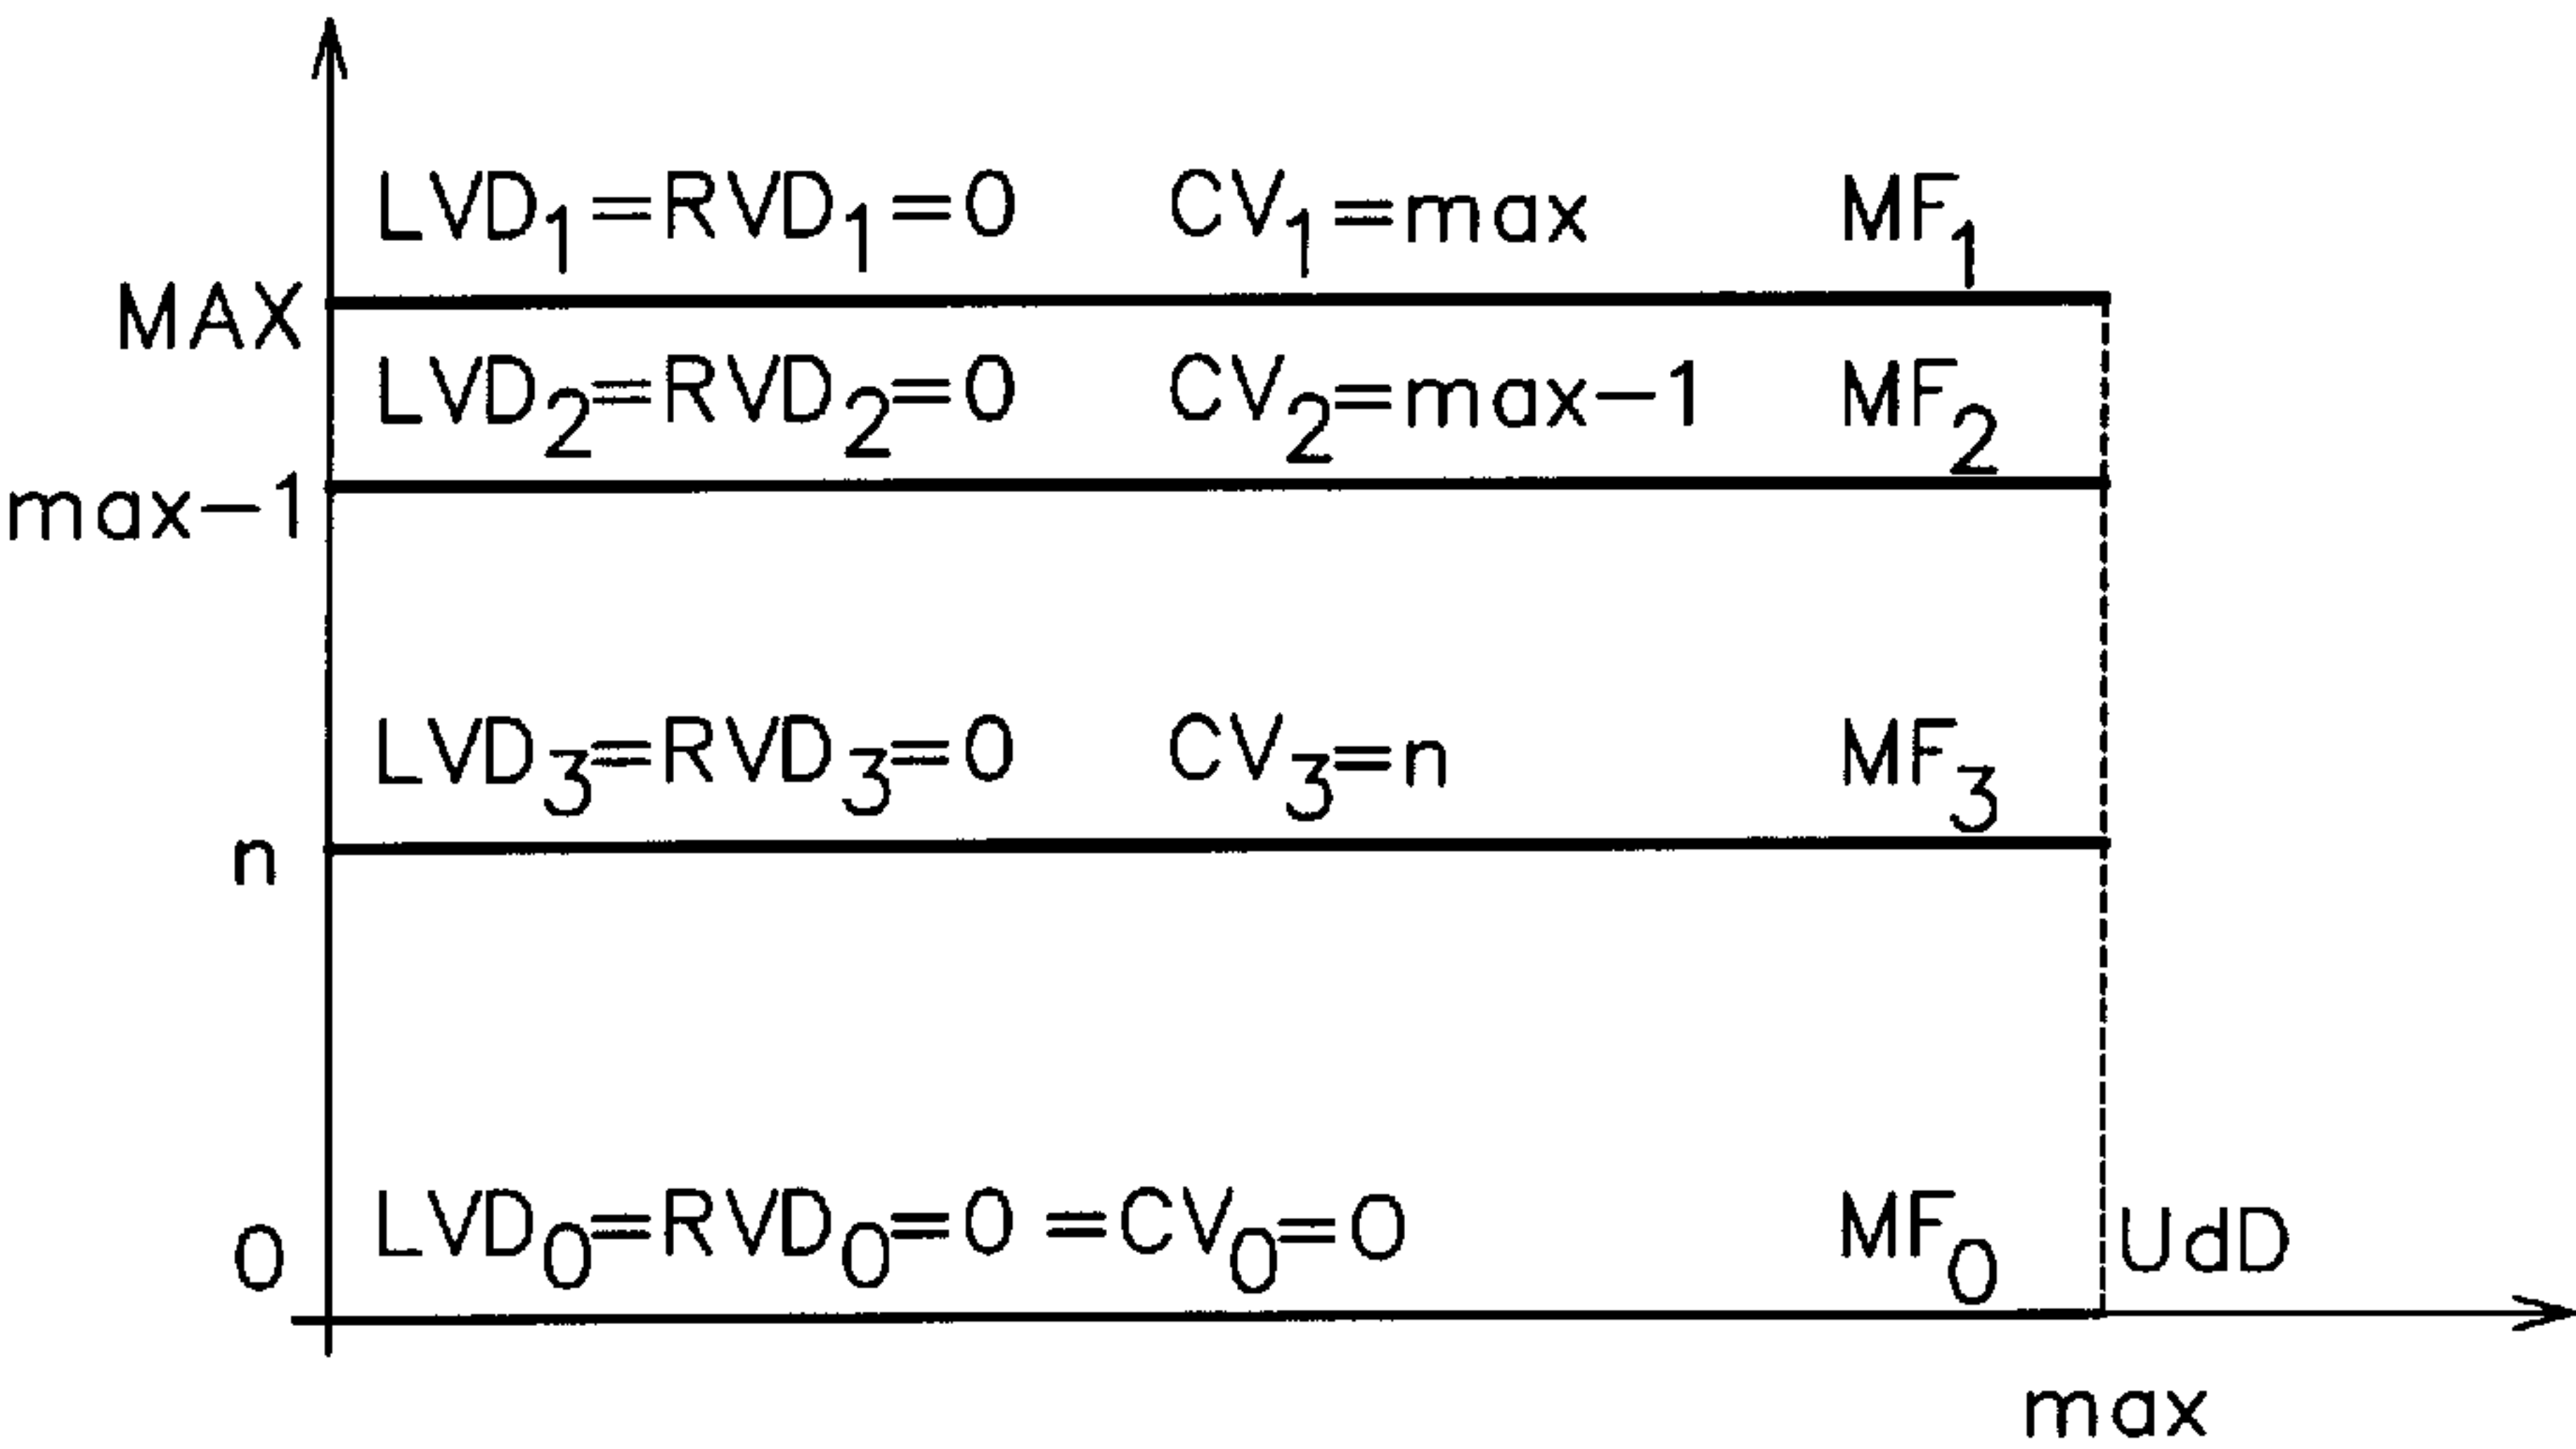 LVD₁=RVD₁=0 CV₁=max MF₁
MAX
LVD₂=RVD₂=0 CV₂=max-1 MF₂
max-1
LVD₃=RVD₃=0 CV₃=n MF₃
n
LVD₀=RVD₀=0 =CV₀=0 MF₀ UdD
0
max